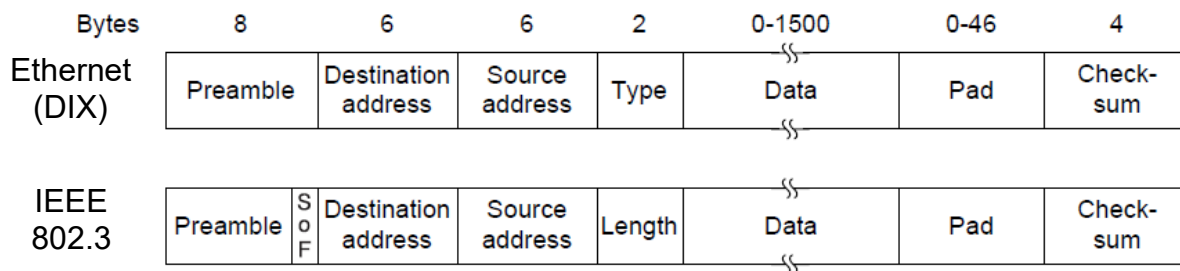 Bytes 8 6 6 2 0-1500 0-46 4
Ethernet
(DIX)
Preamble
Destination
address
Source
address
Type
Data
Pad
Check-
sum
IEEE
802.3
Preamble
S
o
F
Destination
address
Source
address
Length
Data
Pad
Check-
sum